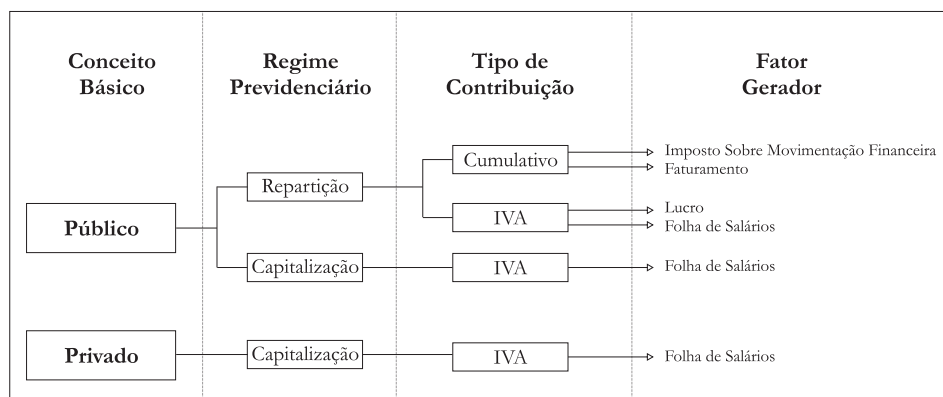 Conceito
Básico
Regime
Previdenciário
Tipo de
Contribuição
Fator
Gerador
Público
Repartição
Cumulativo
Imposto Sobre Movimentação Financeira
Faturamento
IVA
Lucro
Folha de Salários
Capitalização
IVA
Folha de Salários
Privado
Capitalização
IVA
Folha de Salários